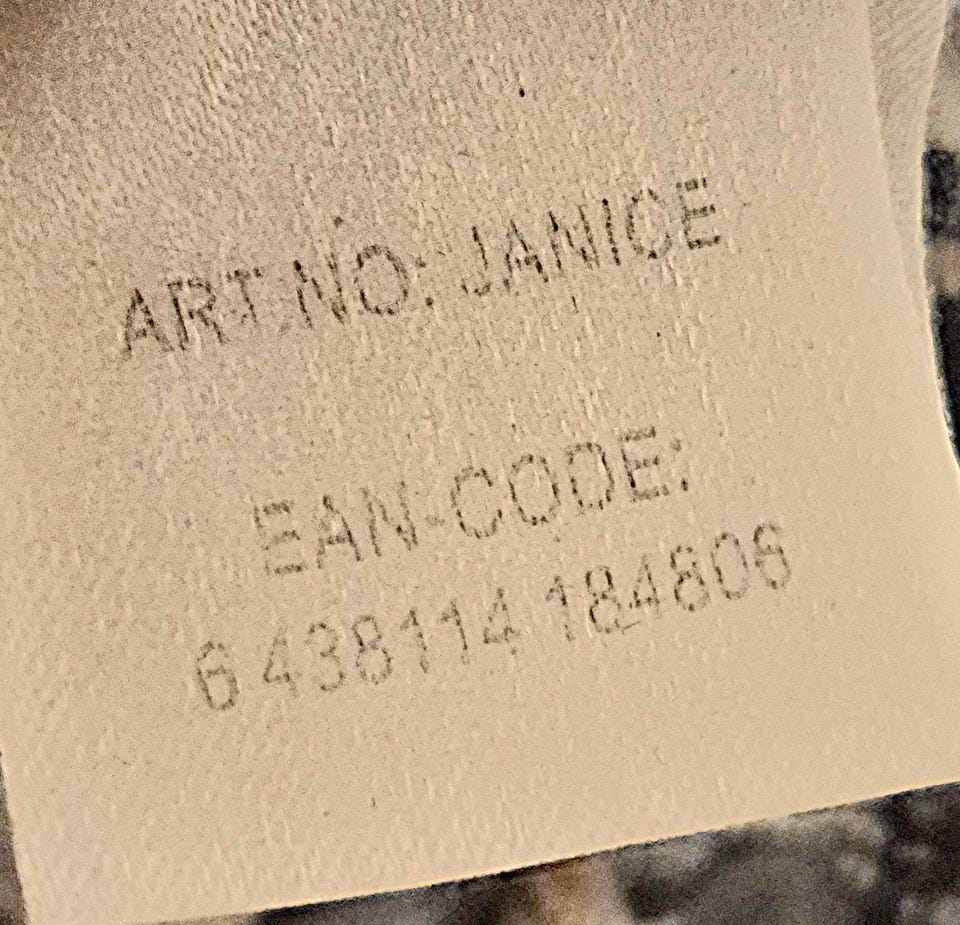 ART NO: JANICE
EAN-CODE:
6 438114 184806